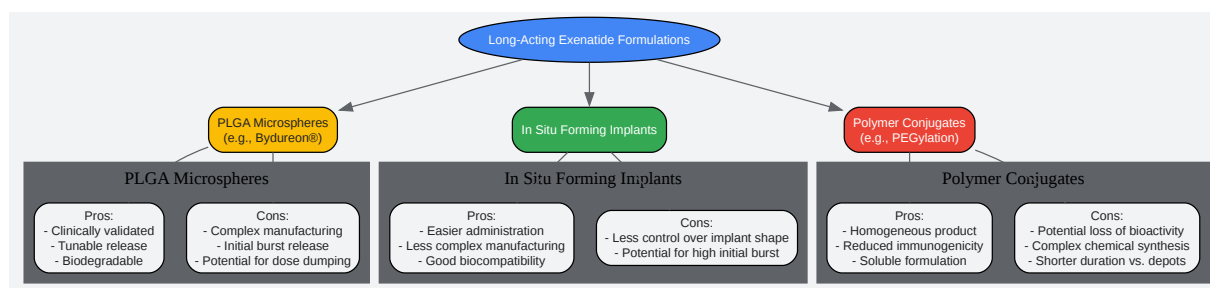 Long-Acting Exenatide Formulations
PLGA Microspheres
(e.g., Bydureon®)
In Situ Forming Implants
Polymer Conjugates
(e.g., PEGylation)
PLGA Microspheres
Pros:
- Clinically validated
- Tunable release
- Biodegradable
Cons:
- Complex manufacturing
- Initial burst release
- Potential for dose dumping
In Situ Forming Implants
Pros:
- Easier administration
- Less complex manufacturing
- Good biocompatibility
Cons:
- Less control over implant shape
- Potential for high initial burst
Polymer Conjugates
Pros:
- Homogeneous product
- Reduced immunogenicity
- Soluble formulation
Cons:
- Potential loss of bioactivity
- Complex chemical synthesis
- Shorter duration vs. depots